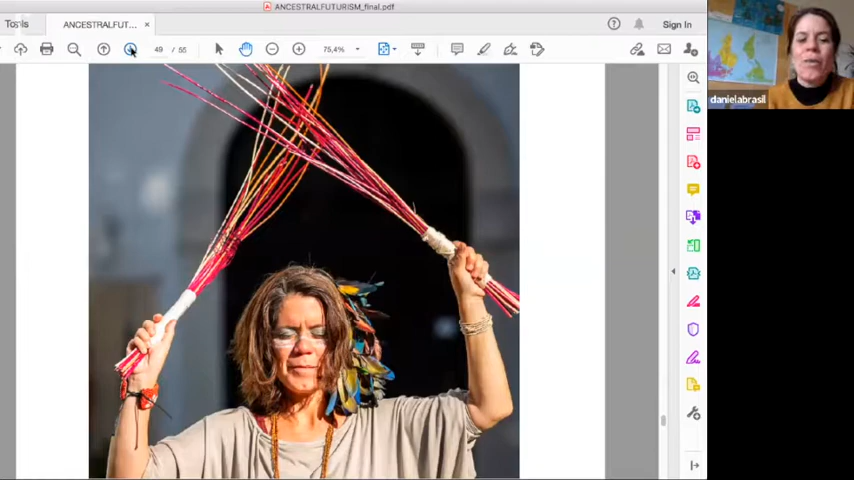 ANCESTRALFUTURISM_final.pdf
Tools
ANCESTRALFUT... ×
Sign In
49 / 55
75,4%
danielabrasil